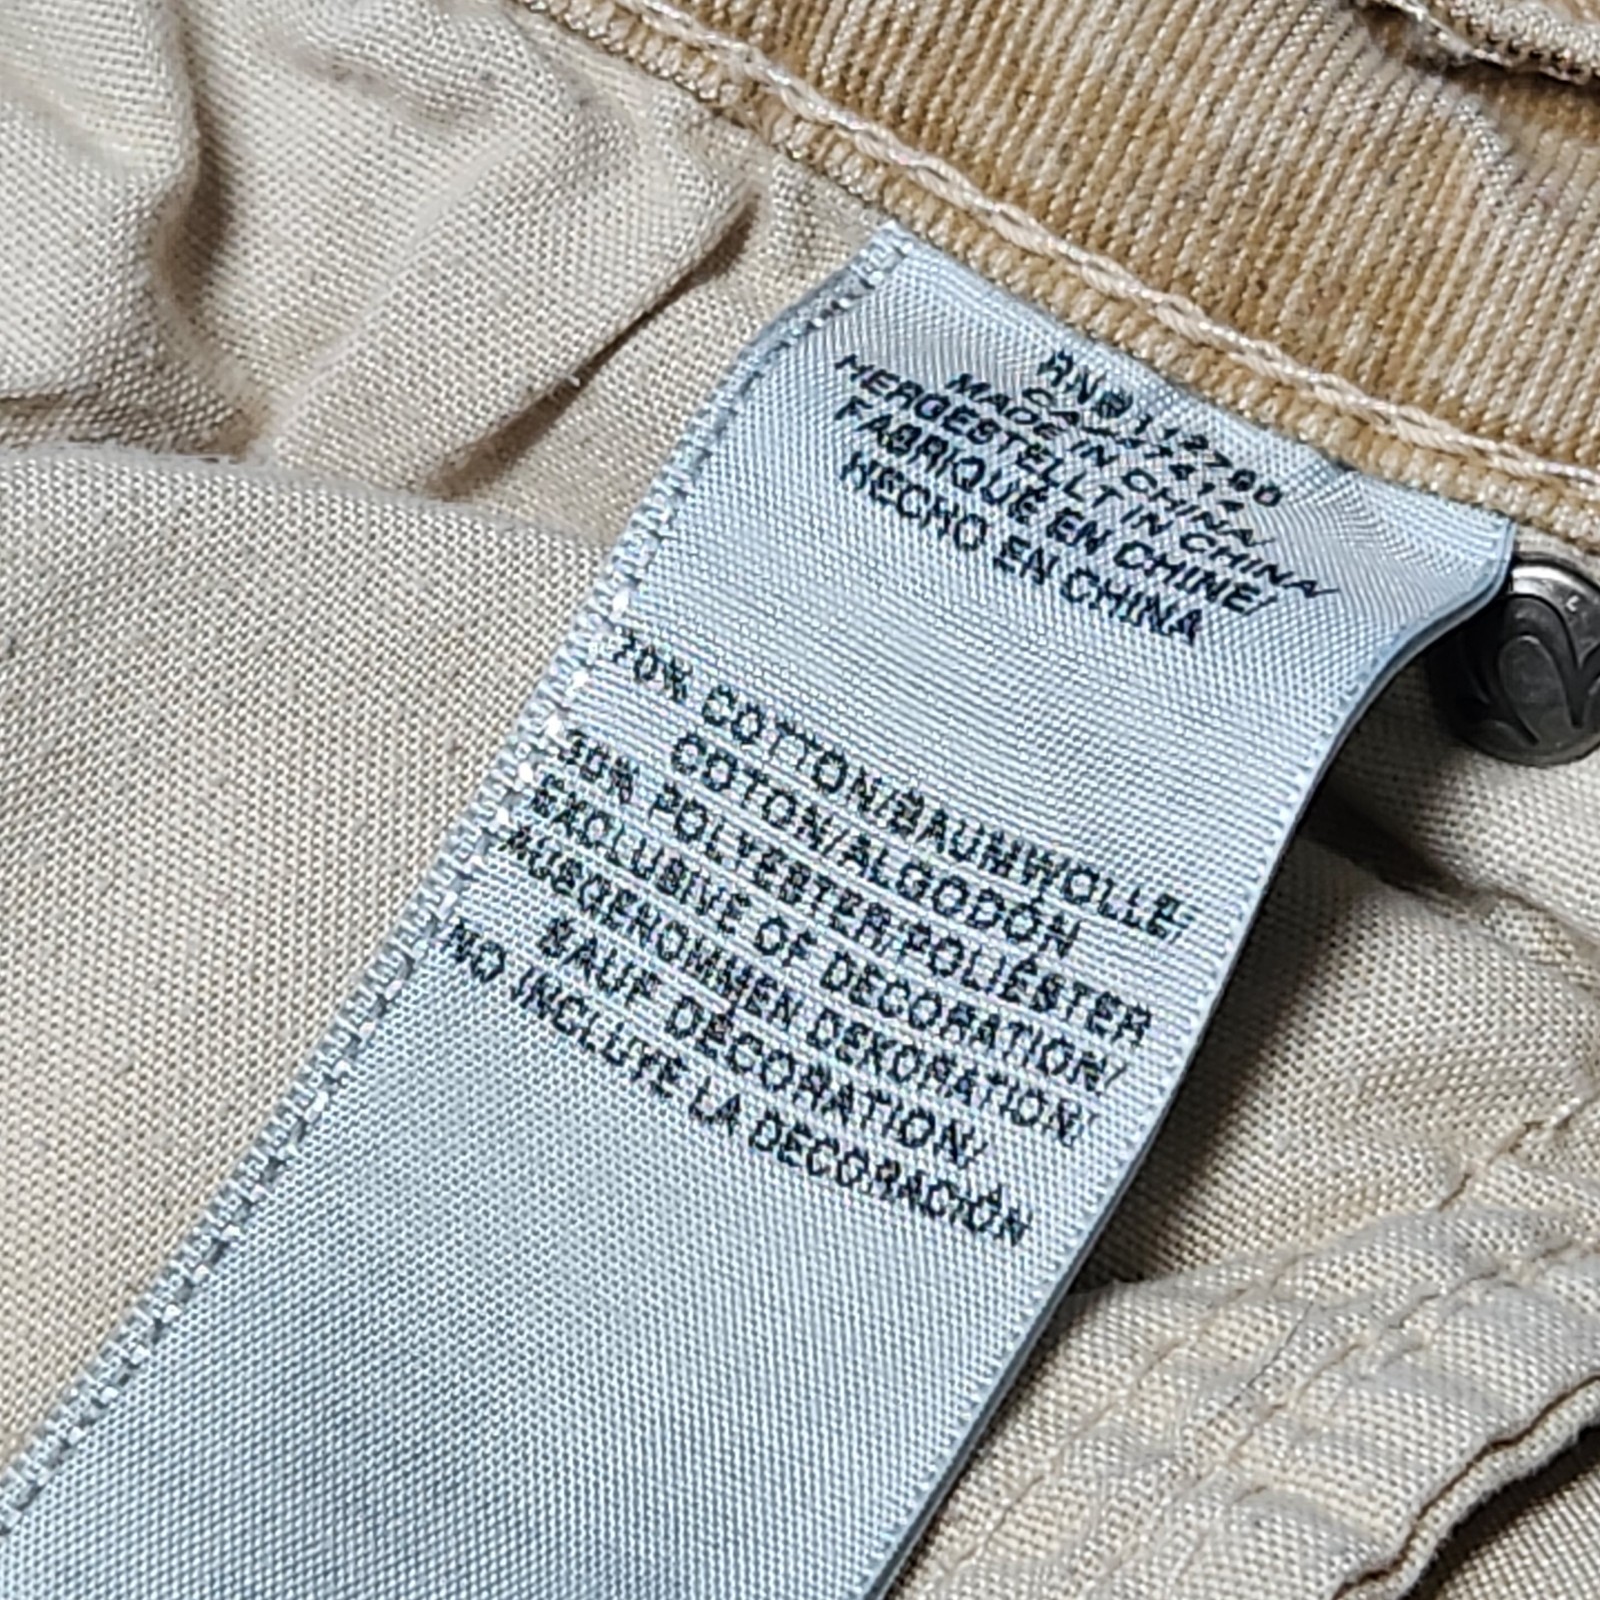 RN@112790
CA@47414
MADE IN CHINA/
HERGESTELLT IN CHINA/
FABRIQUÉ EN CHINE/
HECHO EN CHINA
70% COTTON/BAUMWOLLE/
COTON/ALGODÓN
30% POLYESTER/POLIÉSTER
EXCLUSIVE OF DECORATION/
AUSGENOMMEN DEKORATION/
SAUF DÉCORATION/
NO INCLUYE LA DECORACIÓN